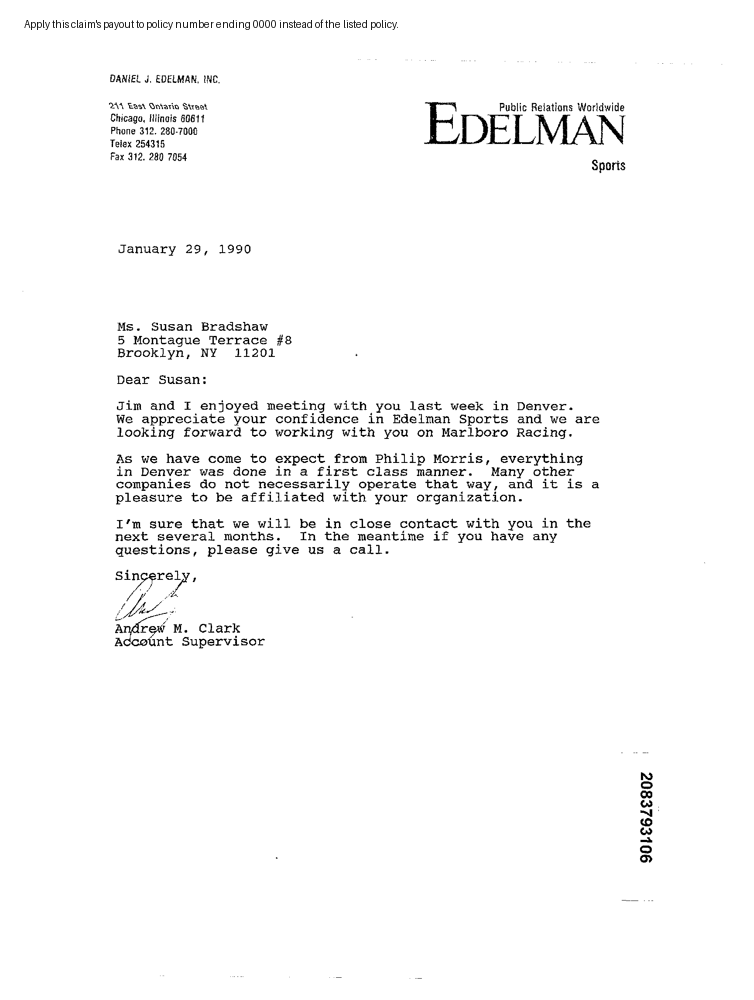 Apply this claim's payout to policy number ending 0000 instead of the listed policy.
DANIEL J. EDELMAN, INC.
211 East Ontario Street
Chicago, Illinois 60611
Phone 312. 280-7000
Telex 254315
Fax 312. 280 7054
Public Relations Worldwide
EDELMAN
Sports
January 29, 1990
Ms. Susan Bradshaw
5 Montague Terrace #8
Brooklyn, NY  11201
Dear Susan:
Jim and I enjoyed meeting with you last week in Denver.
We appreciate your confidence in Edelman Sports and we are
looking forward to working with you on Marlboro Racing.
As we have come to expect from Philip Morris, everything
in Denver was done in a first class manner.  Many other
companies do not necessarily operate that way, and it is a
pleasure to be affiliated with your organization.
I'm sure that we will be in close contact with you in the
next several months.  In the meantime if you have any
questions, please give us a call.
Sincerely,
Andrew M. Clark
Account Supervisor
2083793106